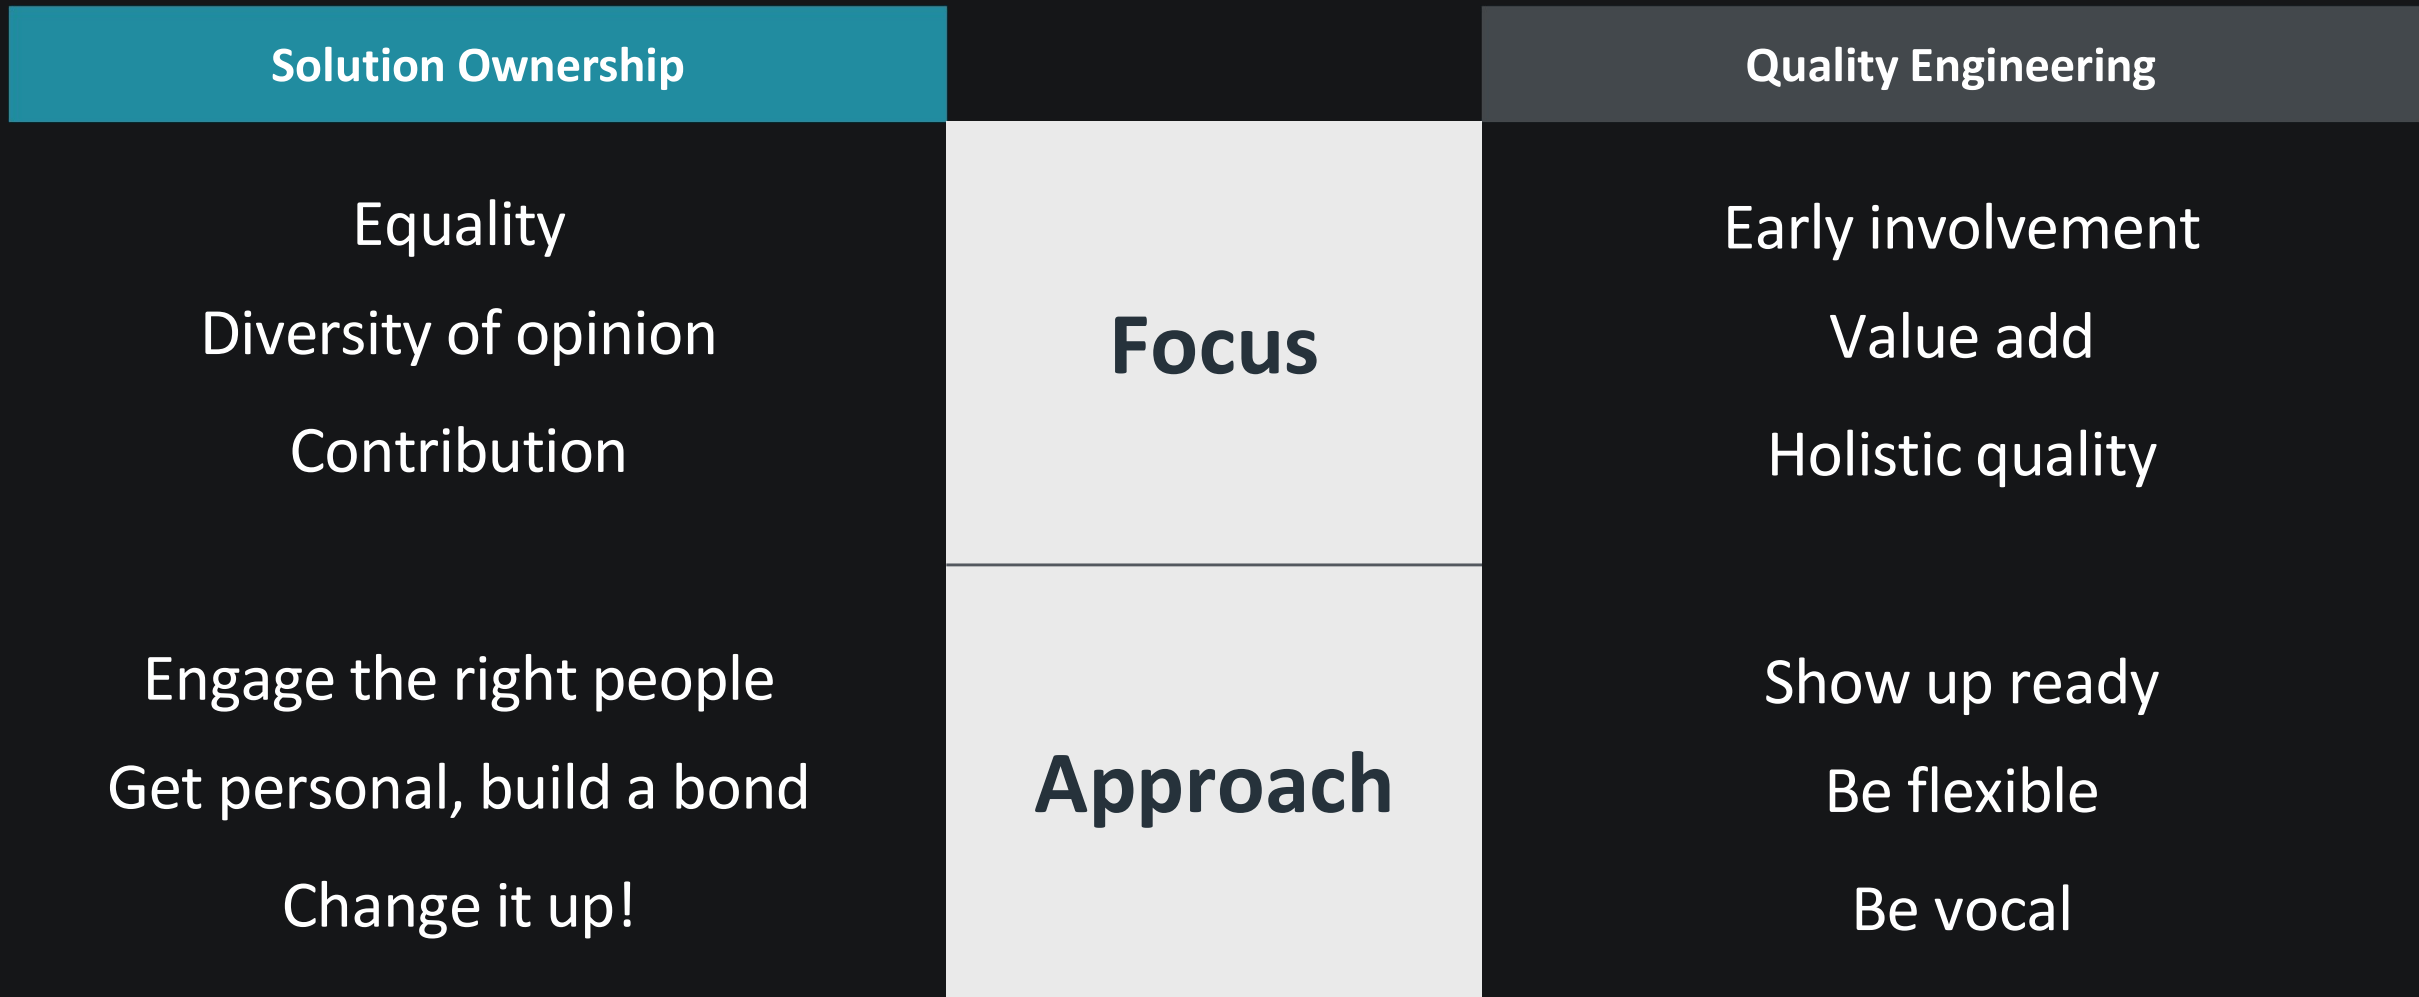 Solution Ownership
Quality Engineering
Equality
Diversity of opinion
Contribution
Focus
Early involvement
Value add
Holistic quality
Engage the right people
Get personal, build a bond
Change it up!
Approach
Show up ready
Be flexible
Be vocal